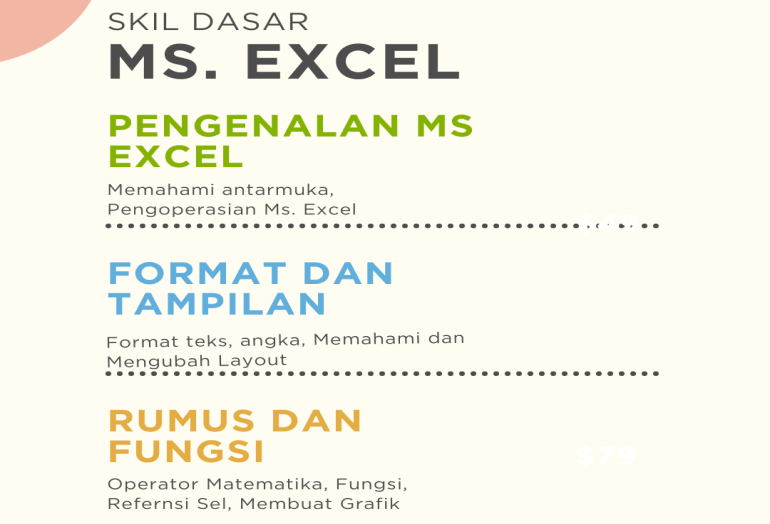 SKIL DASAR
MS. EXCEL
PENGENALAN MS
EXCEL
Memahami antarmuka,
Pengoperasian Ms. Excel
FORMAT DAN
TAMPILAN
Format teks, angka, Memahami dan
Mengubah Layout
RUMUS DAN
FUNGSI
$79
Operator Matematika, Fungsi,
Refernsi Sel, Membuat Grafik